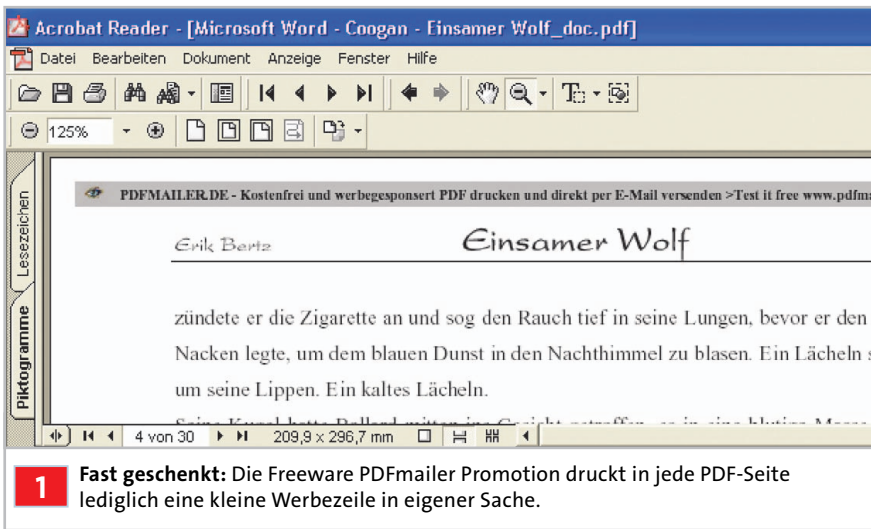 Acrobat Reader - [Microsoft Word - Coogan - Einsamer Wolf_doc.pdf]
Datei Bearbeiten Dokument Anzeige Fenster Hilfe
125%
Lesezeichen
Piktogramme
PDFMAILER.DE - Kostenfrei und werbegesponsert PDF drucken und direkt per E-Mail versenden >Test it free
Erik Bertz Einsamer Wolf
zündete er die Zigarette an und sog den Rauch tief in seine Lungen, bevor er den
Nacken legte, um dem blauen Dunst in den Nachthimmel zu blasen. Ein Lächeln
um seine Lippen. Ein kaltes Lächeln.
4 von 30 209,9 x 296,7 mm
1
Fast geschenkt: Die Freeware PDFmailer Promotion druckt in jede PDF-Seite
lediglich eine kleine Werbezeile in eigener Sache.